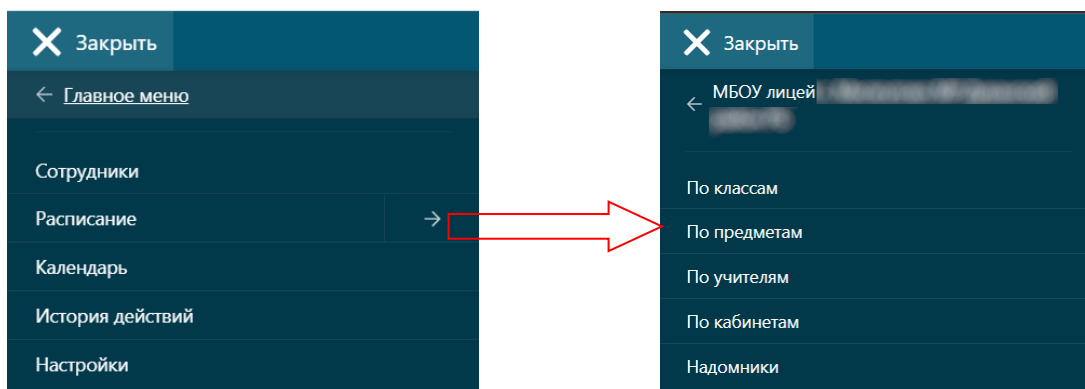 Закрыть
Главное меню
Сотрудники
Расписание
Календарь
История действий
Настройки
Закрыть
МБОУ лицей
По классам
По предметам
По учителям
По кабинетам
Надомники